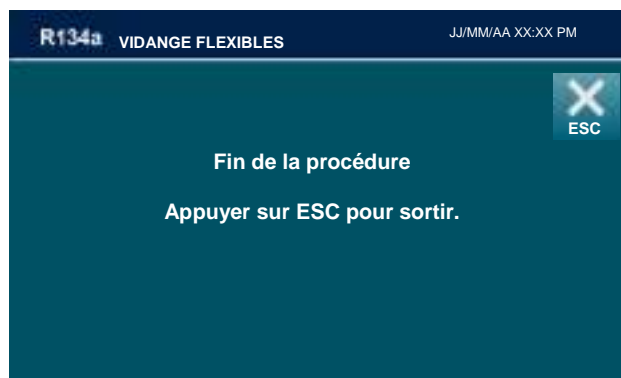 R134a VIDANGE FLEXIBLES JJ/MM/AA XX:XX PM
ESC
Fin de la procédure
Appuyer sur ESC pour sortir.